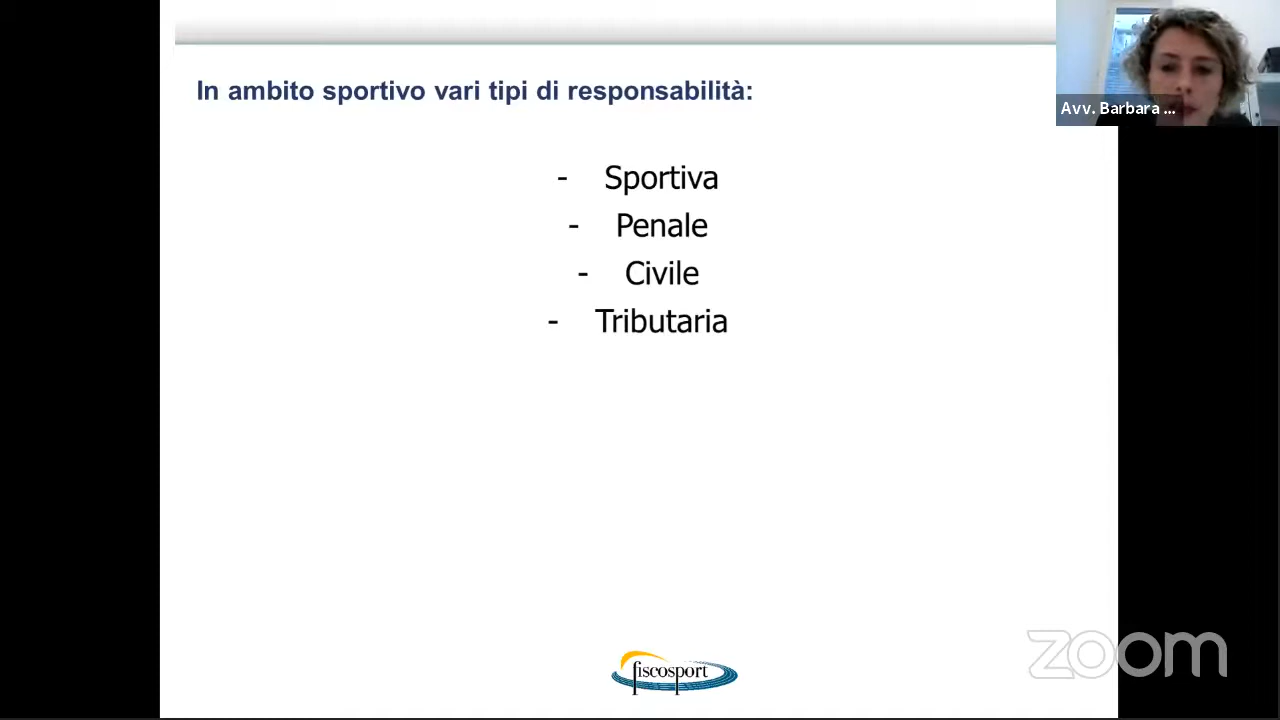 In ambito sportivo vari tipi di responsabilità:
Avv. Barbara ...
- Sportiva
- Penale
- Civile
- Tributaria
fiscosport
zoom